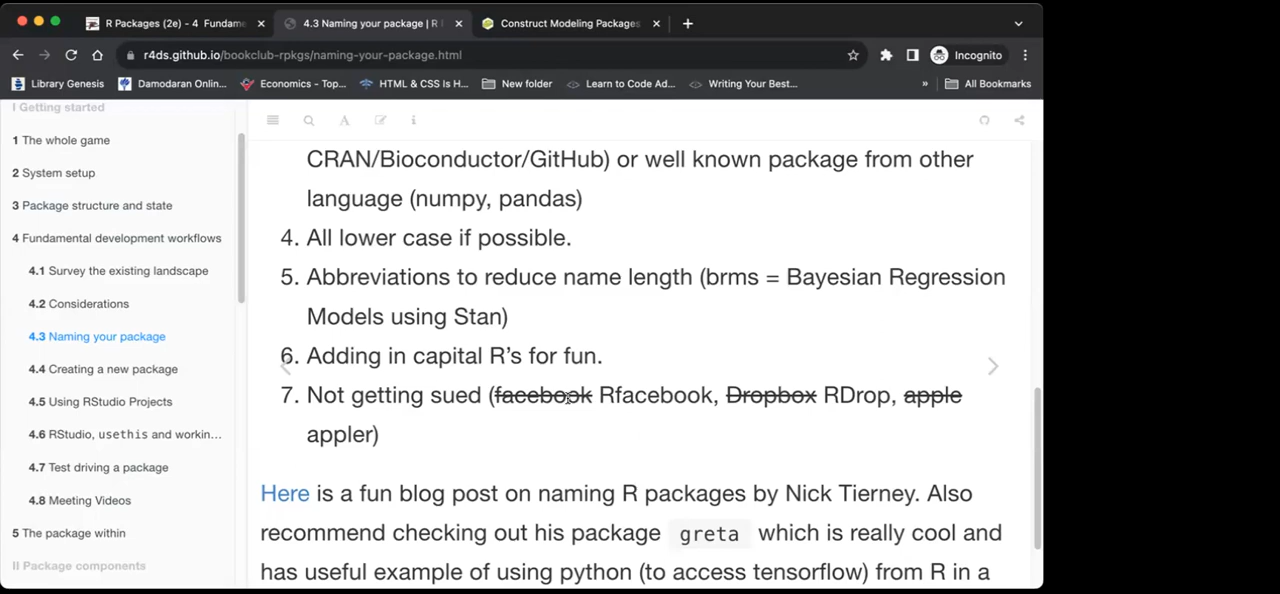 R Packages (2e) - 4 Fundame
4.3 Naming your package | R
Construct Modeling Packages
r4ds.github.io/bookclub-rpkgs/naming-your-package.html
Incognito
Library Genesis
Damodaran Onlin...
Economics - Top...
HTML & CSS Is H...
New folder
Learn to Code Ad...
Writing Your Best...
»
All Bookmarks
I Getting started
1 The whole game
2 System setup
3 Package structure and state
4 Fundamental development workflows
4.1 Survey the existing landscape
4.2 Considerations
4.3 Naming your package
4.4 Creating a new package
4.5 Using RStudio Projects
4.6 RStudio, usethis and workin...
4.7 Test driving a package
4.8 Meeting Videos
5 The package within
II Package components
CRAN/Bioconductor/GitHub) or well known package from other
language (numpy, pandas)
4. All lower case if possible.
5. Abbreviations to reduce name length (brms = Bayesian Regression
Models using Stan)
6. Adding in capital R's for fun.
7. Not getting sued (facebook Rfacebook, Dropbox RDrop, apple
appler)
Here is a fun blog post on naming R packages by Nick Tierney. Also
recommend checking out his package greta which is really cool and
has useful example of using python (to access tensorflow) from R in a